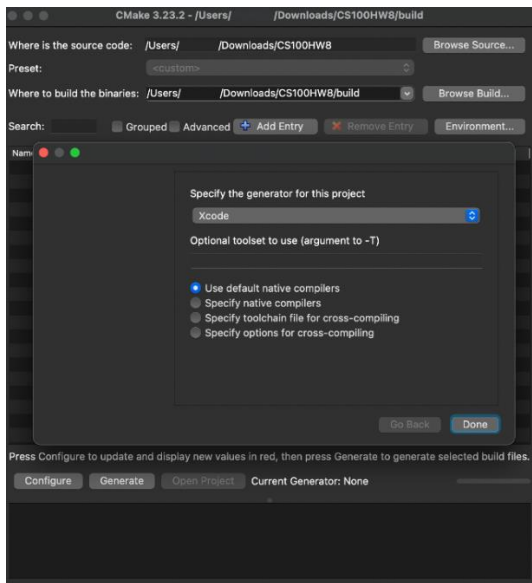 CMake 3.23.2 - /Users/ /Downloads/CS100HW8/build
Where is the source code: /Users/ /Downloads/CS100HW8 Browse Source...
Preset: <custom>
Where to build the binaries: /Users/ /Downloads/CS100HW8/build Browse Build...
Search: Grouped Advanced Add Entry Remove Entry Environment...
Name
Specify the generator for this project
Xcode
Optional toolset to use (argument to -T)
Use default native compilers
Specify native compilers
Specify toolchain file for cross-compiling
Specify options for cross-compiling
Go Back Done
Press Configure to update and display new values in red, then press Generate to generate selected build files.
Configure Generate Open Project Current Generator: None